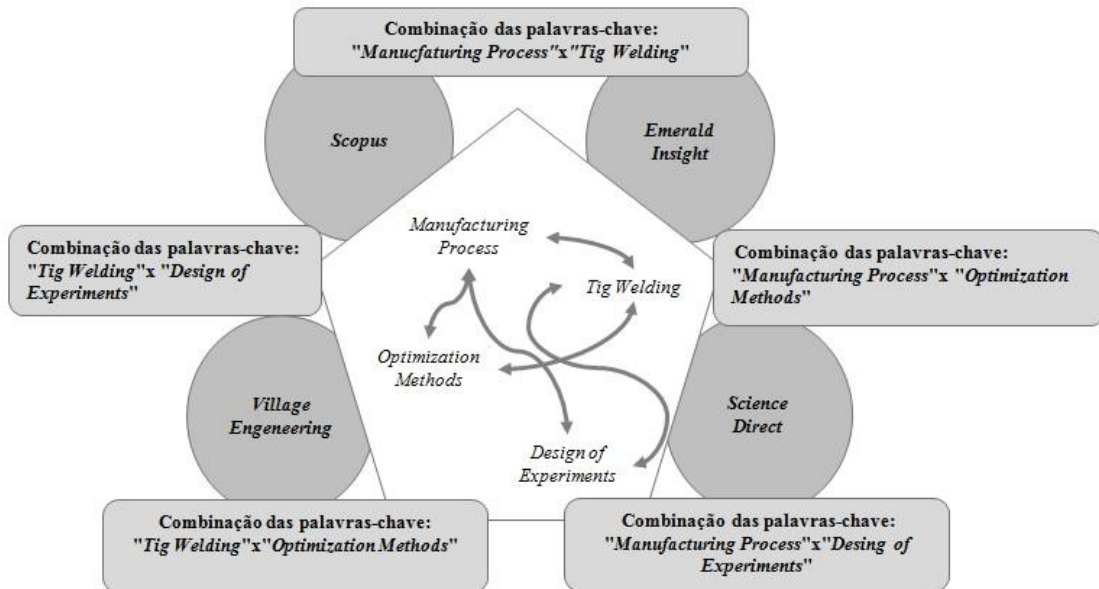 Combinação das palavras-chave:
"Manucfaturing Process"x"Tig Welding"
Scopus
Emerald
Insight
Manufacturing
Process
Combinação das palavras-chave:
"Tig Welding"x "Design of
Experiments"
Tig Welding
Combinação das palavras-chave:
"Manufacturing Process"x "Optimization
Methods"
Optimization
Methods
Village
Engeneering
Science
Direct
Design of
Experiments
Combinação das palavras-chave:
"Tig Welding"x"Optimization Methods"
Combinação das palavras-chave:
"Manufacturing Process"x"Desing of
Experiments"